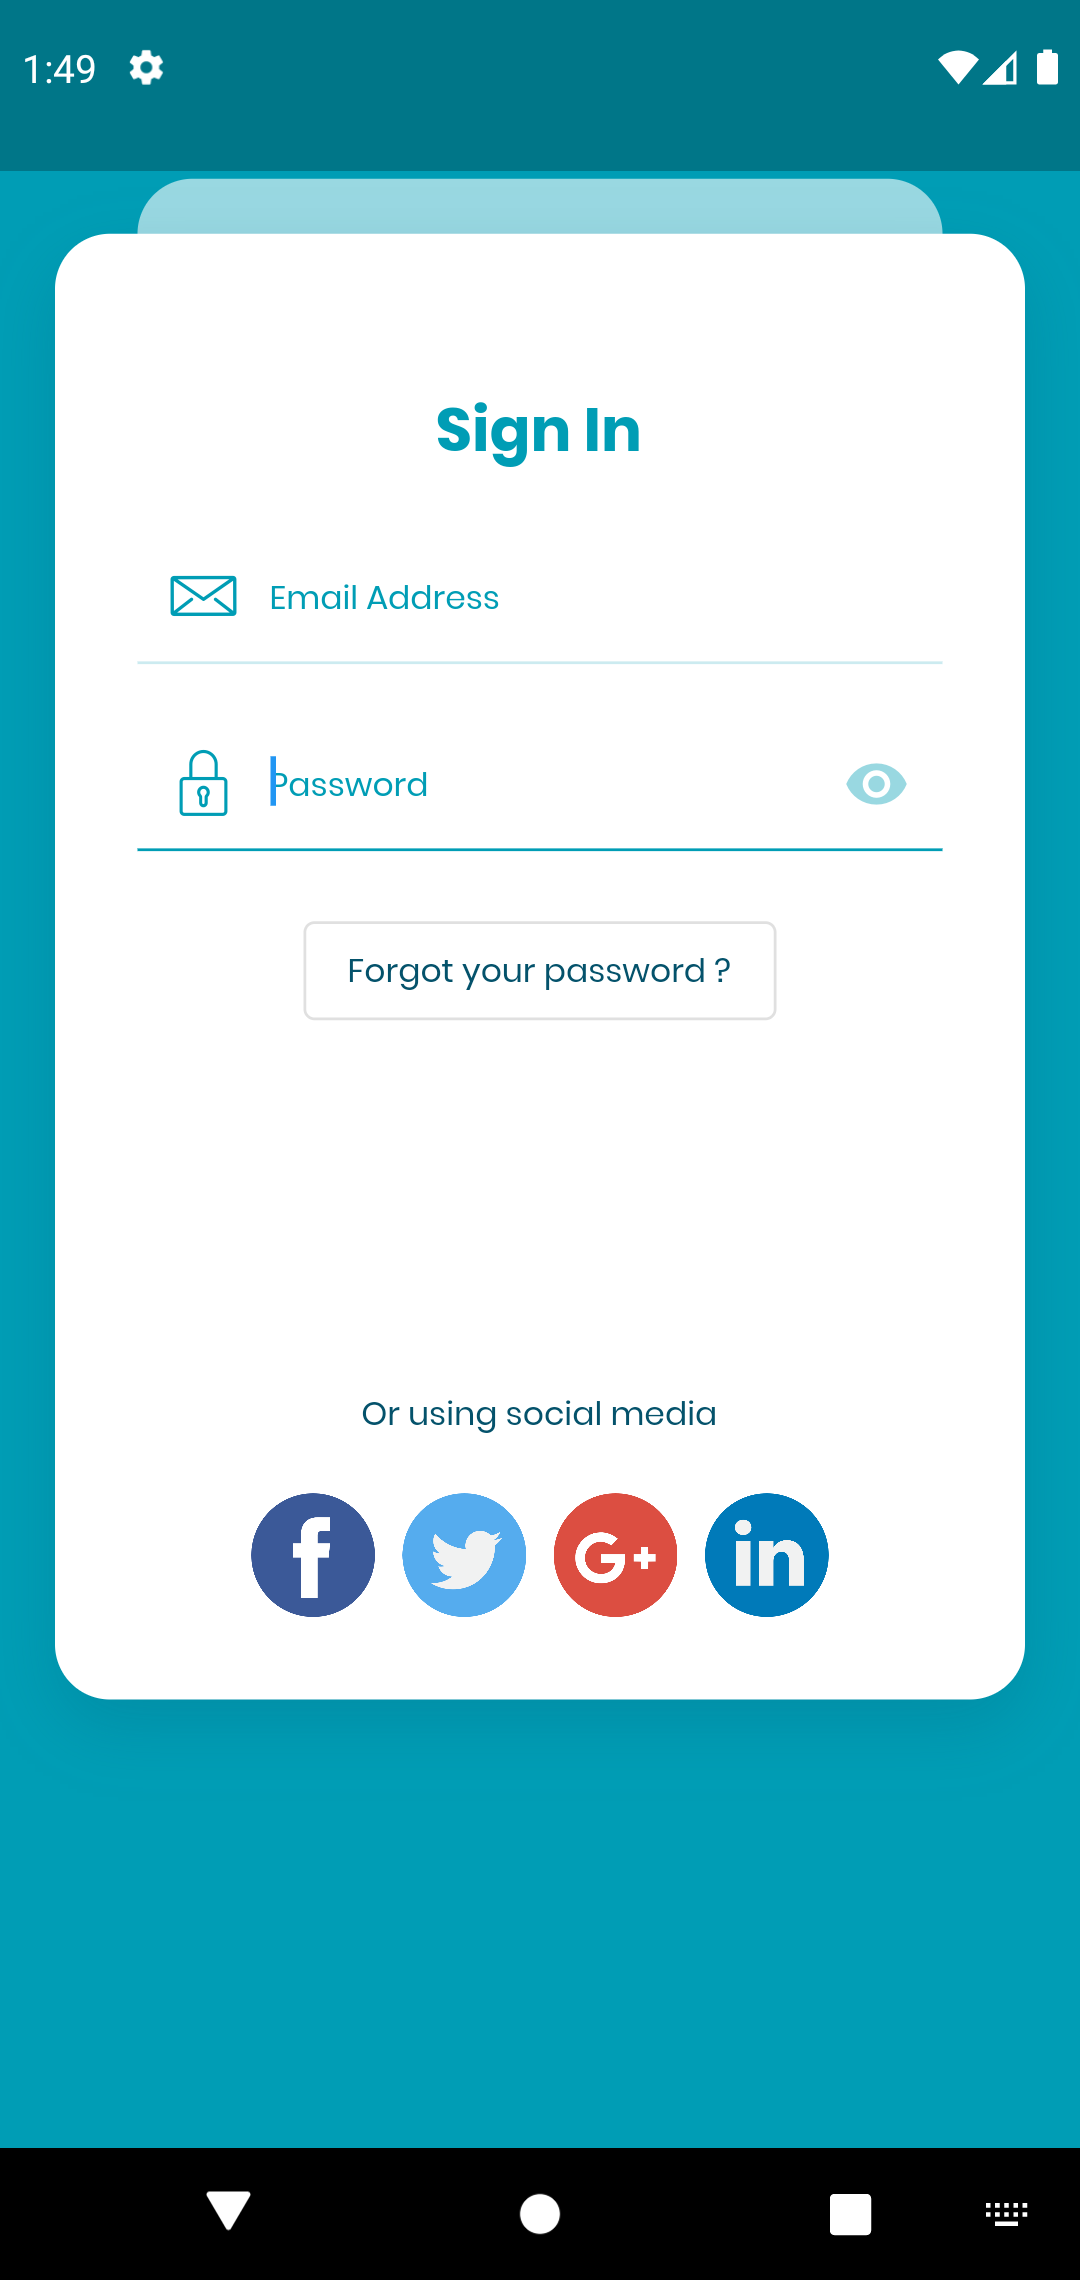 1:49
Sign In
Email Address
Password
Forgot your password ?
Or using social media
f
G+
in